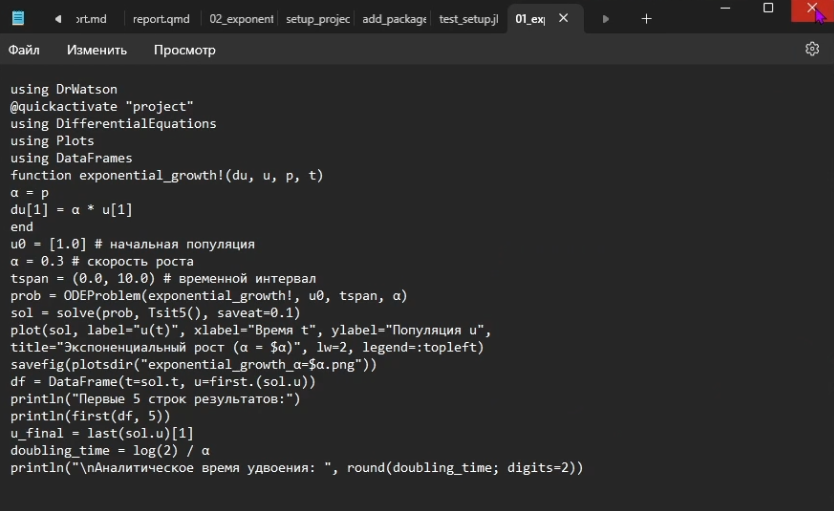 ort.md report.qmd 02_exponent setup_projec add_package test_setup.jl 01_ex
Файл Изменить Просмотр
using DrWatson
@quickactivate "project"
using DifferentialEquations
using Plots
using DataFrames
function exponential_growth!(du, u, p, t)
α = p
du[1] = α * u[1]
end
u0 = [1.0] # начальная популяция
α = 0.3 # скорость роста
tspan = (0.0, 10.0) # временной интервал
prob = ODEProblem(exponential_growth!, u0, tspan, α)
sol = solve(prob, Tsit5(), saveat=0.1)
plot(sol, label="u(t)", xlabel="Время t", ylabel="Популяция u",
title="Экспоненциальный рост (α = $α)", lw=2, legend=:topleft)
savefig(plotsdir("exponential_growth_α=$α.png"))
df = DataFrame(t=sol.t, u=first.(sol.u))
println("Первые 5 строк результатов:")
println(first(df, 5))
u_final = last(sol.u)[1]
doubling_time = log(2) / α
println("\nАналитическое время удвоения: ", round(doubling_time; digits=2))